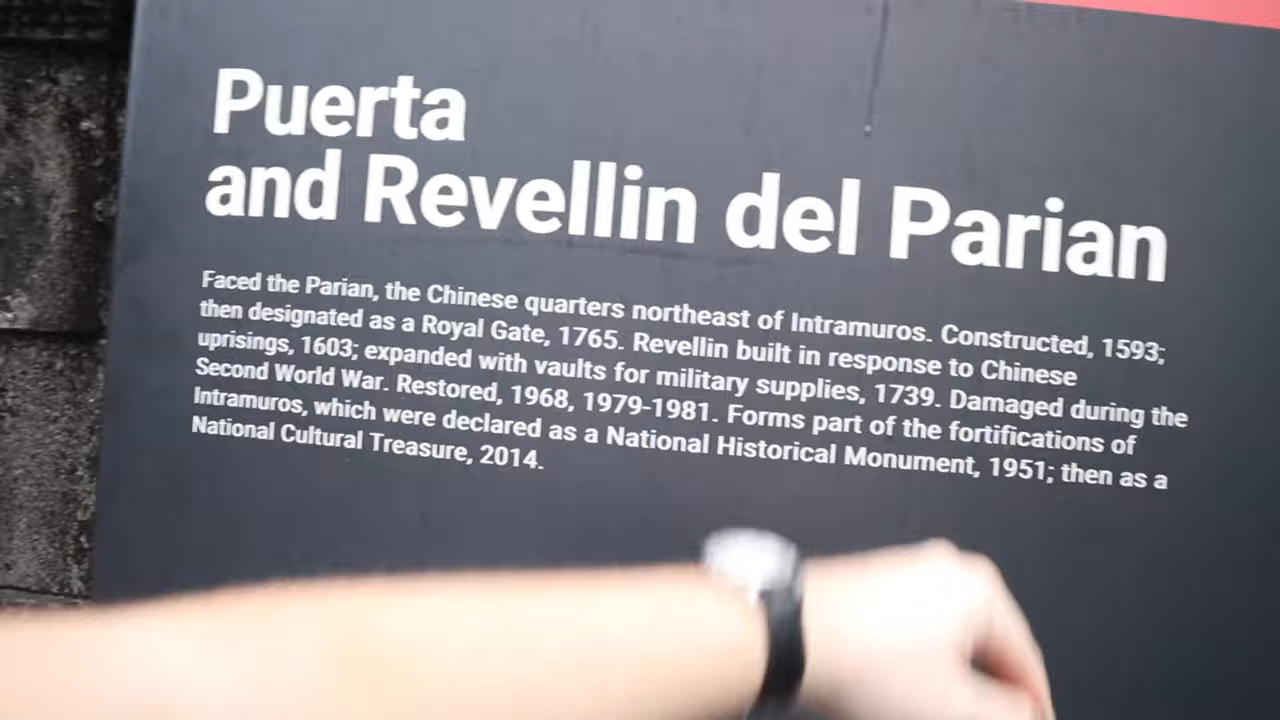 Puerta
and Revellin del Parian
Faced the Parian, the Chinese quarters northeast of Intramuros. Constructed, 1593;
then designated as a Royal Gate, 1765. Revellin built in response to Chinese
uprisings, 1603; expanded with vaults for military supplies, 1739. Damaged during the
Second World War. Restored, 1968, 1979-1981. Forms part of the fortifications of
Intramuros, which were declared as a National Historical Monument, 1951; then as a
National Cultural Treasure, 2014.